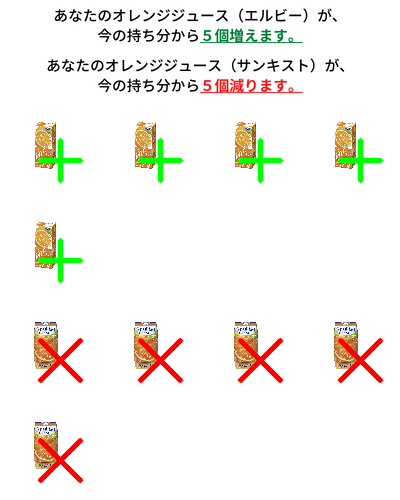 あなたのオレンジジュース（エルビー）が、
今の持ち分から５個増えます。
あなたのオレンジジュース（サンキスト）が、
今の持ち分から５個減ります。